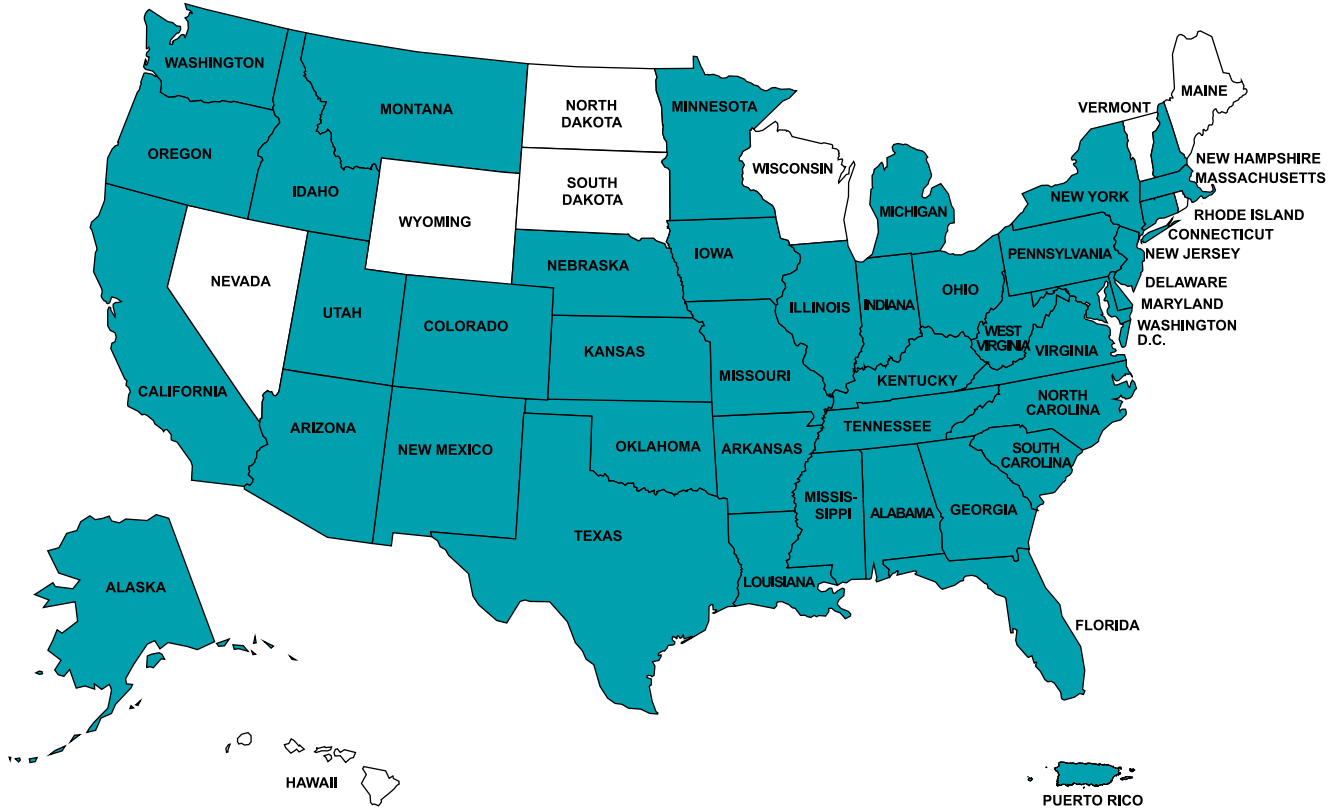 WASHINGTON
MONTANA
NORTH
DAKOTA
MINNESOTA
VERMONT
MAINE
OREGON
IDAHO
WYOMING
SOUTH
DAKOTA
WISCONSIN
MICHIGAN
NEW YORK
NEW HAMPSHIRE
MASSACHUSETTS
RHODE ISLAND
CONNECTICUT
NEW JERSEY
PENNSYLVANIA
NEVADA
UTAH
COLORADO
NEBRASKA
IOWA
ILLINOIS
INDIANA
OHIO
DELAWARE
MARYLAND
WASHINGTON
D.C.
WEST
VIRGINIA
VIRGINIA
CALIFORNIA
KANSAS
MISSOURI
KENTUCKY
ARIZONA
NEW MEXICO
OKLAHOMA
ARKANSAS
TENNESSEE
NORTH
CAROLINA
SOUTH
CAROLINA
TEXAS
LOUISIANA
MISSIS-
SIPPI
ALABAMA
GEORGIA
FLORIDA
ALASKA
HAWAII
PUERTO RICO